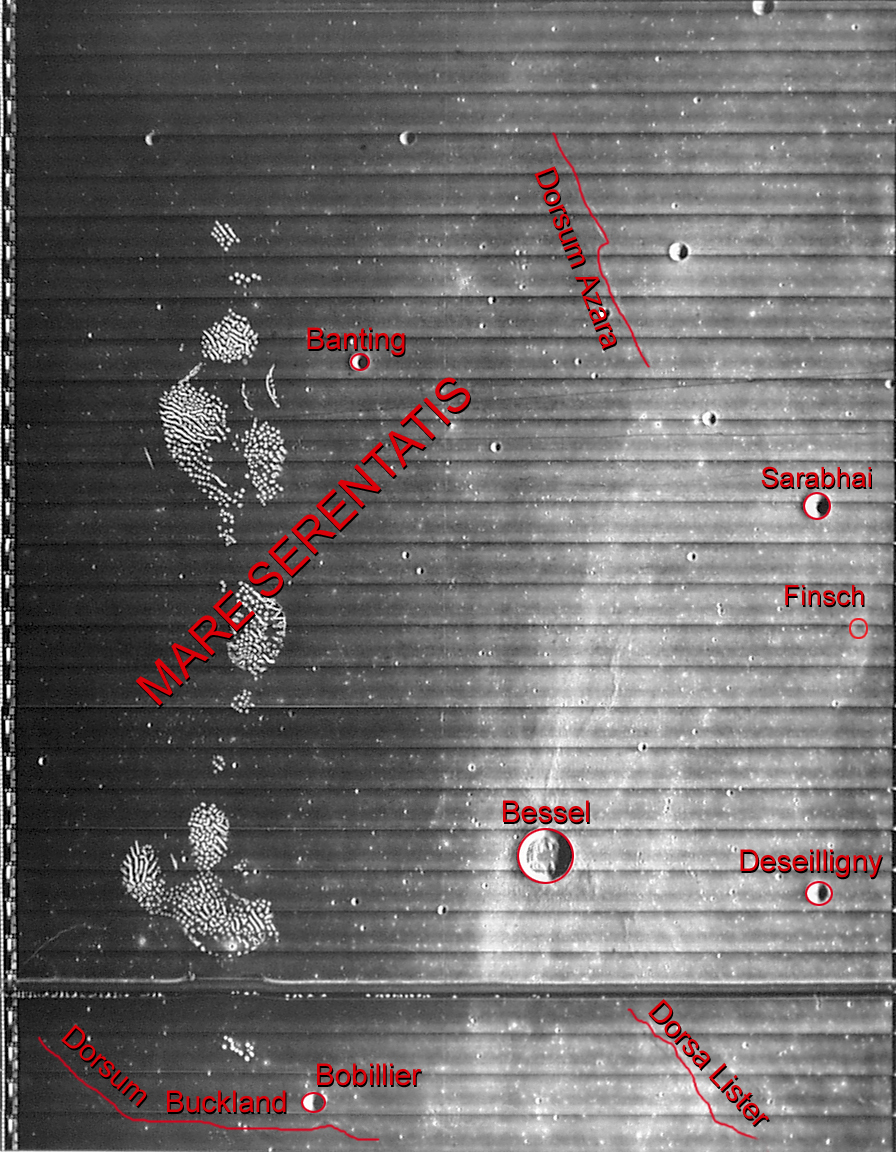 Dorsum Azara
Banting
MARE SERENTATIS
Sarabhai
Finsch
Bessel
Deseilligny
Dorsum
Buckland
Bobillier
Dorsa Lister